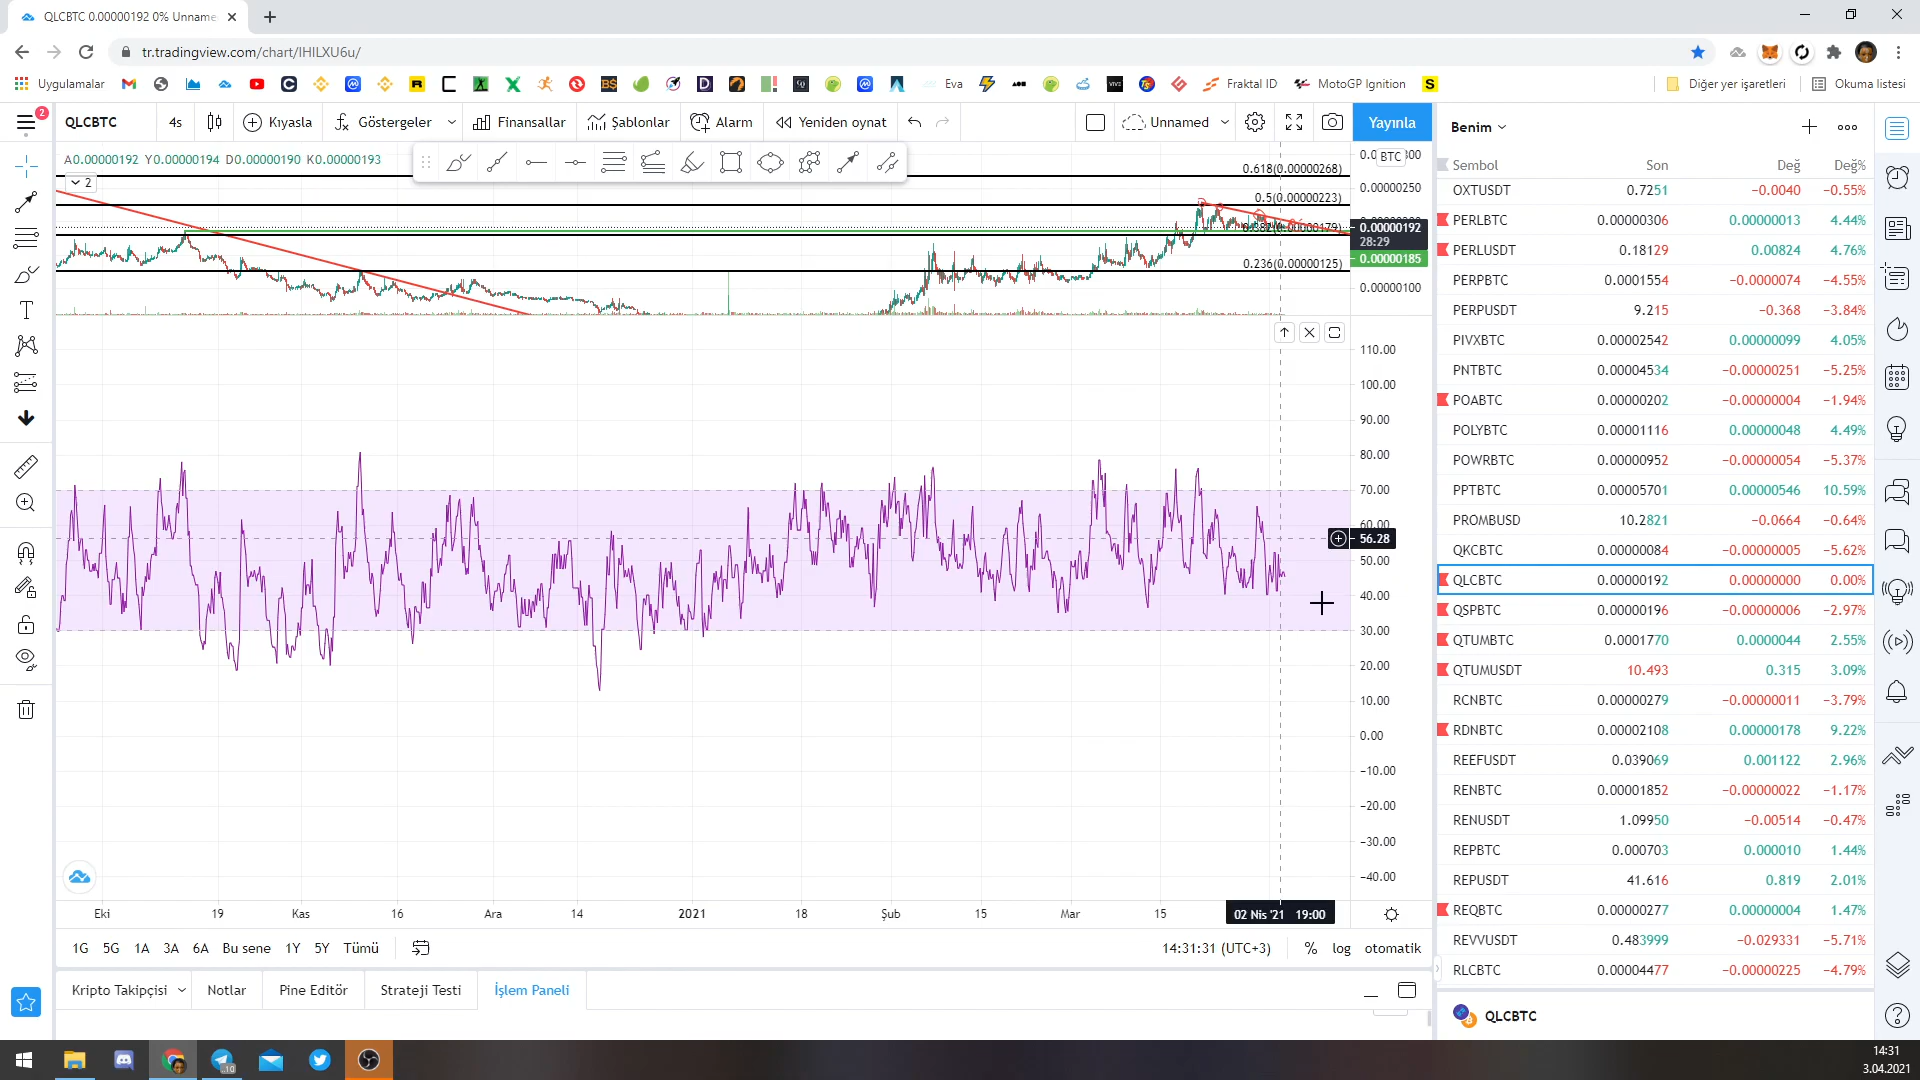 QLCBTC 0.00000192 0% Unname
tr.tradingview.com/chart/IHILXU6u/
Uygulamalar
Eva
Fraktal ID
MotoGP Ignition
Diğer yer işaretleri
Okuma listesi
2
QLCBTC
4s
Kıyasla
Göstergeler
Finansallar
Şablonlar
Alarm
Yeniden oynat
Unnamed
Yayınla
A0.00000192 Y0.00000194 D0.00000190 K0.00000193
2
BTC
0.618(0.00000268)
0.5(0.00000223)
0.382(0.00000179)
0.236(0.00000125)
0.00000250
0.00000192
28:29
0.00000185
0.00000100
110.00
100.00
90.00
80.00
70.00
60.00
56.28
50.00
40.00
30.00
20.00
10.00
0.00
−10.00
−20.00
−30.00
−40.00
Eki 19 Kas 16 Ara 14 2021 18 Şub 15 Mar 15
02 Nis '21 19:00
1G 5G 1A 3A 6A Bu sene 1Y 5Y Tümü
14:31:31 (UTC+3) % log otomatik
Kripto Takipçisi Notlar Pine Editör Strateji Testi İşlem Paneli
Benim
Sembol Son Değ Değ%
OXTUSDT 0.7251 −0.0040 −0.55%
PERLBTC 0.00000306 0.00000013 4.44%
PERLUSDT 0.18129 0.00824 4.76%
PERPBTC 0.0001554 −0.0000074 −4.55%
PERPUSDT 9.215 −0.368 −3.84%
PIVXBTC 0.00002542 0.00000099 4.05%
PNTBTC 0.00004534 −0.00000251 −5.25%
POABTC 0.00000202 −0.00000004 −1.94%
POLYBTC 0.00001116 0.00000048 4.49%
POWRBTC 0.00000952 −0.00000054 −5.37%
PPTBTC 0.00005701 0.00000546 10.59%
PROMBUSD 10.2821 −0.0664 −0.64%
QKCBTC 0.00000084 −0.00000005 −5.62%
QLCBTC 0.00000192 0.00000000 0.00%
QSPBTC 0.00000196 −0.00000006 −2.97%
QTUMBTC 0.0001770 0.0000044 2.55%
QTUMUSDT 10.493 0.315 3.09%
RCNBTC 0.00000279 −0.00000011 −3.79%
RDNBTC 0.00002108 0.00000178 9.22%
REEFUSDT 0.039069 0.001122 2.96%
RENBTC 0.00001852 −0.00000022 −1.17%
RENUSDT 1.09950 −0.00514 −0.47%
REPBTC 0.000703 0.000010 1.44%
REPUSDT 41.616 0.819 2.01%
REQBTC 0.00000277 0.00000004 1.47%
REVVUSDT 0.483999 −0.029331 −5.71%
RLCBTC 0.00004477 −0.00000225 −4.79%
QLCBTC
10
14:31
3.04.2021